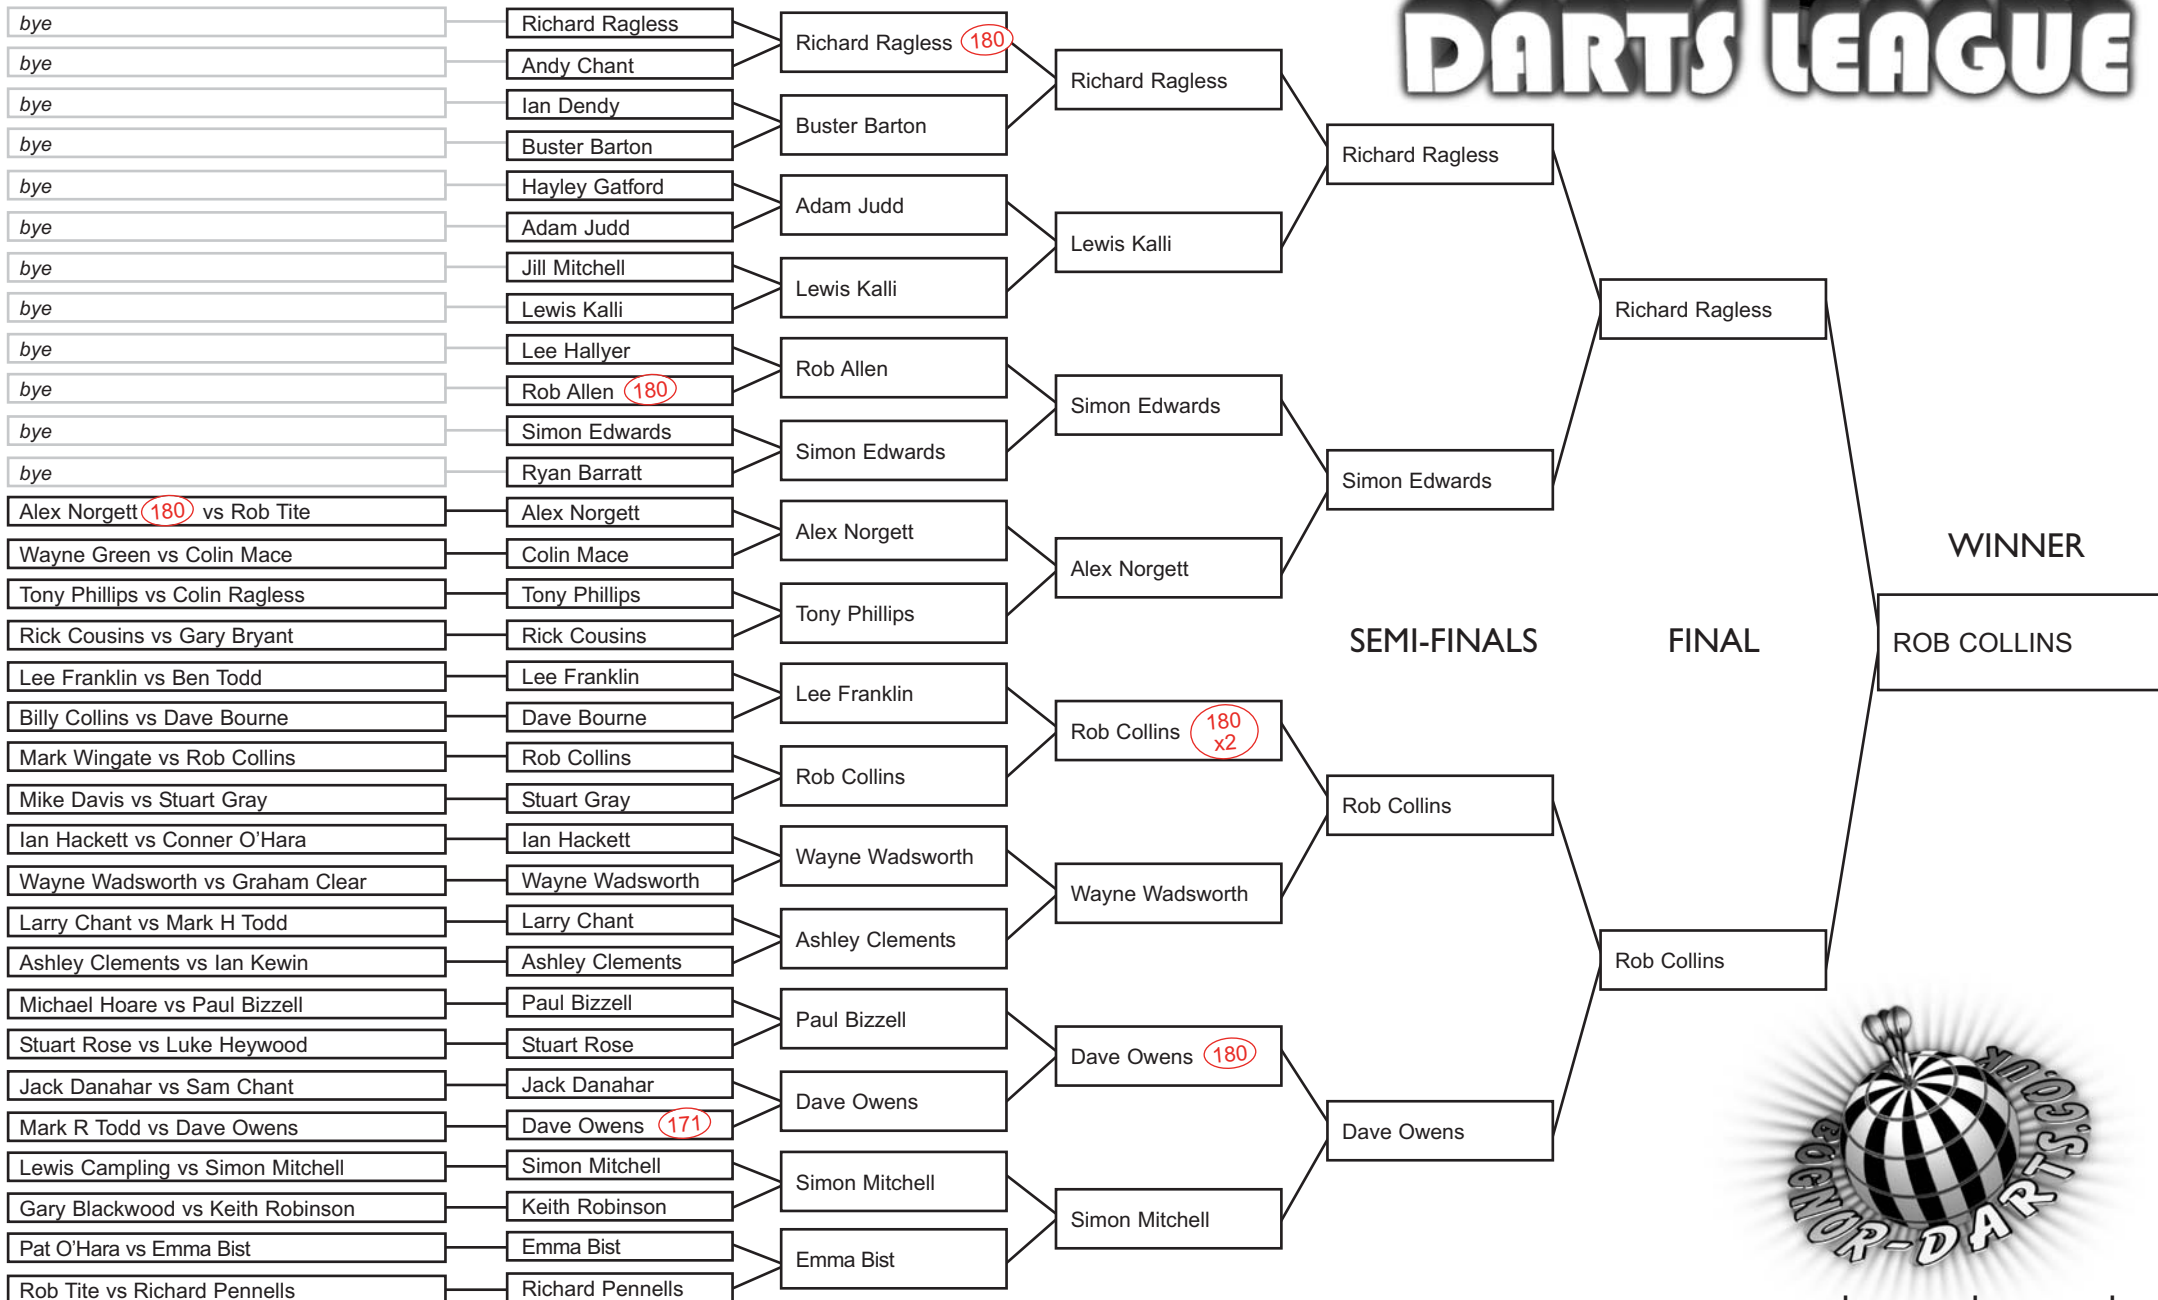 DARTS LEAGUE
bye
bye
bye
bye
bye
bye
bye
bye
bye
bye
bye
bye
Alex Norgett 180 vs Rob Tite
Wayne Green vs Colin Mace
Tony Phillips vs Colin Ragless
Rick Cousins vs Gary Bryant
Lee Franklin vs Ben Todd
Billy Collins vs Dave Bourne
Mark Wingate vs Rob Collins
Mike Davis vs Stuart Gray
Ian Hackett vs Conner O'Hara
Wayne Wadsworth vs Graham Clear
Larry Chant vs Mark H Todd
Ashley Clements vs Ian Kewin
Michael Hoare vs Paul Bizzell
Stuart Rose vs Luke Heywood
Jack Danahar vs Sam Chant
Mark R Todd vs Dave Owens
Lewis Campling vs Simon Mitchell
Gary Blackwood vs Keith Robinson
Pat O'Hara vs Emma Bist
Rob Tite vs Richard Pennells
Richard Ragless
Andy Chant
Ian Dendy
Buster Barton
Hayley Gatford
Adam Judd
Jill Mitchell
Lewis Kalli
Lee Hallyer
Rob Allen 180
Simon Edwards
Ryan Barratt
Alex Norgett
Colin Mace
Tony Phillips
Rick Cousins
Lee Franklin
Dave Bourne
Rob Collins
Stuart Gray
Ian Hackett
Wayne Wadsworth
Larry Chant
Ashley Clements
Paul Bizzell
Stuart Rose
Jack Danahar
Dave Owens 171
Simon Mitchell
Keith Robinson
Emma Bist
Richard Pennells
Richard Ragless 180
Buster Barton
Adam Judd
Lewis Kalli
Rob Allen
Simon Edwards
Alex Norgett
Tony Phillips
Lee Franklin
Rob Collins
Wayne Wadsworth
Ashley Clements
Paul Bizzell
Dave Owens
Simon Mitchell
Emma Bist
Richard Ragless
Lewis Kalli
Simon Edwards
Alex Norgett
Rob Collins 180 x2
Wayne Wadsworth
Dave Owens 180
Simon Mitchell
Richard Ragless
Simon Edwards
SEMI-FINALS
Rob Collins
Dave Owens
Richard Ragless
FINAL
Rob Collins
WINNER
ROB COLLINS
BOGNOR-DARTS.CO.UK